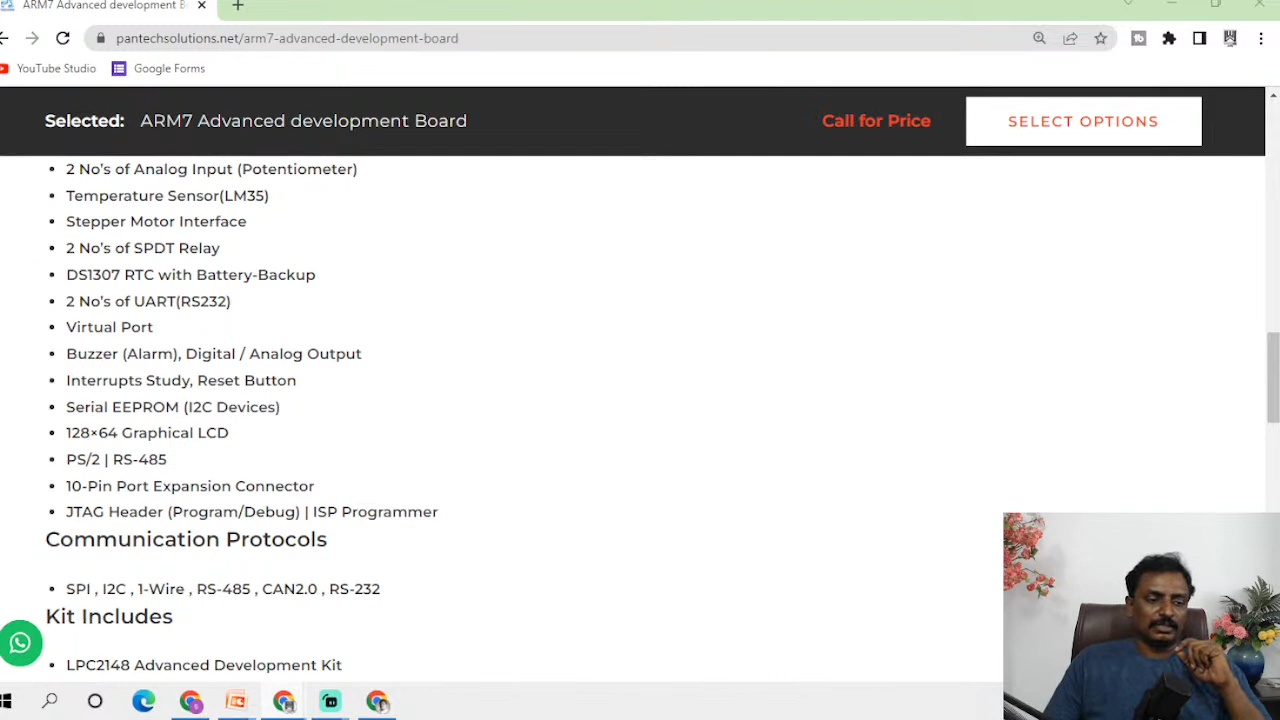 ARM7 Advanced development B
pantechsolutions.net/arm7-advanced-development-board
YouTube Studio
Google Forms
Selected: ARM7 Advanced development Board
Call for Price
SELECT OPTIONS
2 No's of Analog Input (Potentiometer)
Temperature Sensor(LM35)
Stepper Motor Interface
2 No's of SPDT Relay
DS1307 RTC with Battery-Backup
2 No's of UART(RS232)
Virtual Port
Buzzer (Alarm), Digital / Analog Output
Interrupts Study, Reset Button
Serial EEPROM (I2C Devices)
128×64 Graphical LCD
PS/2 | RS-485
10-Pin Port Expansion Connector
JTAG Header (Program/Debug) | ISP Programmer
Communication Protocols
SPI , I2C , 1-Wire , RS-485 , CAN2.0 , RS-232
Kit Includes
LPC2148 Advanced Development Kit